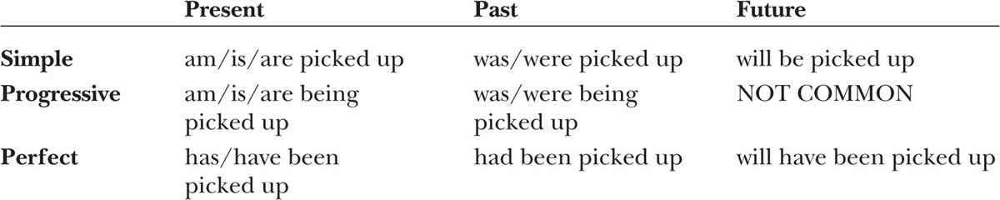 Present Past Future
Simple am/is/are picked up was/were picked up will be picked up
Progressive am/is/are being was/were being NOT COMMON
picked up picked up
Perfect has/have been had been picked up will have been picked up
picked up